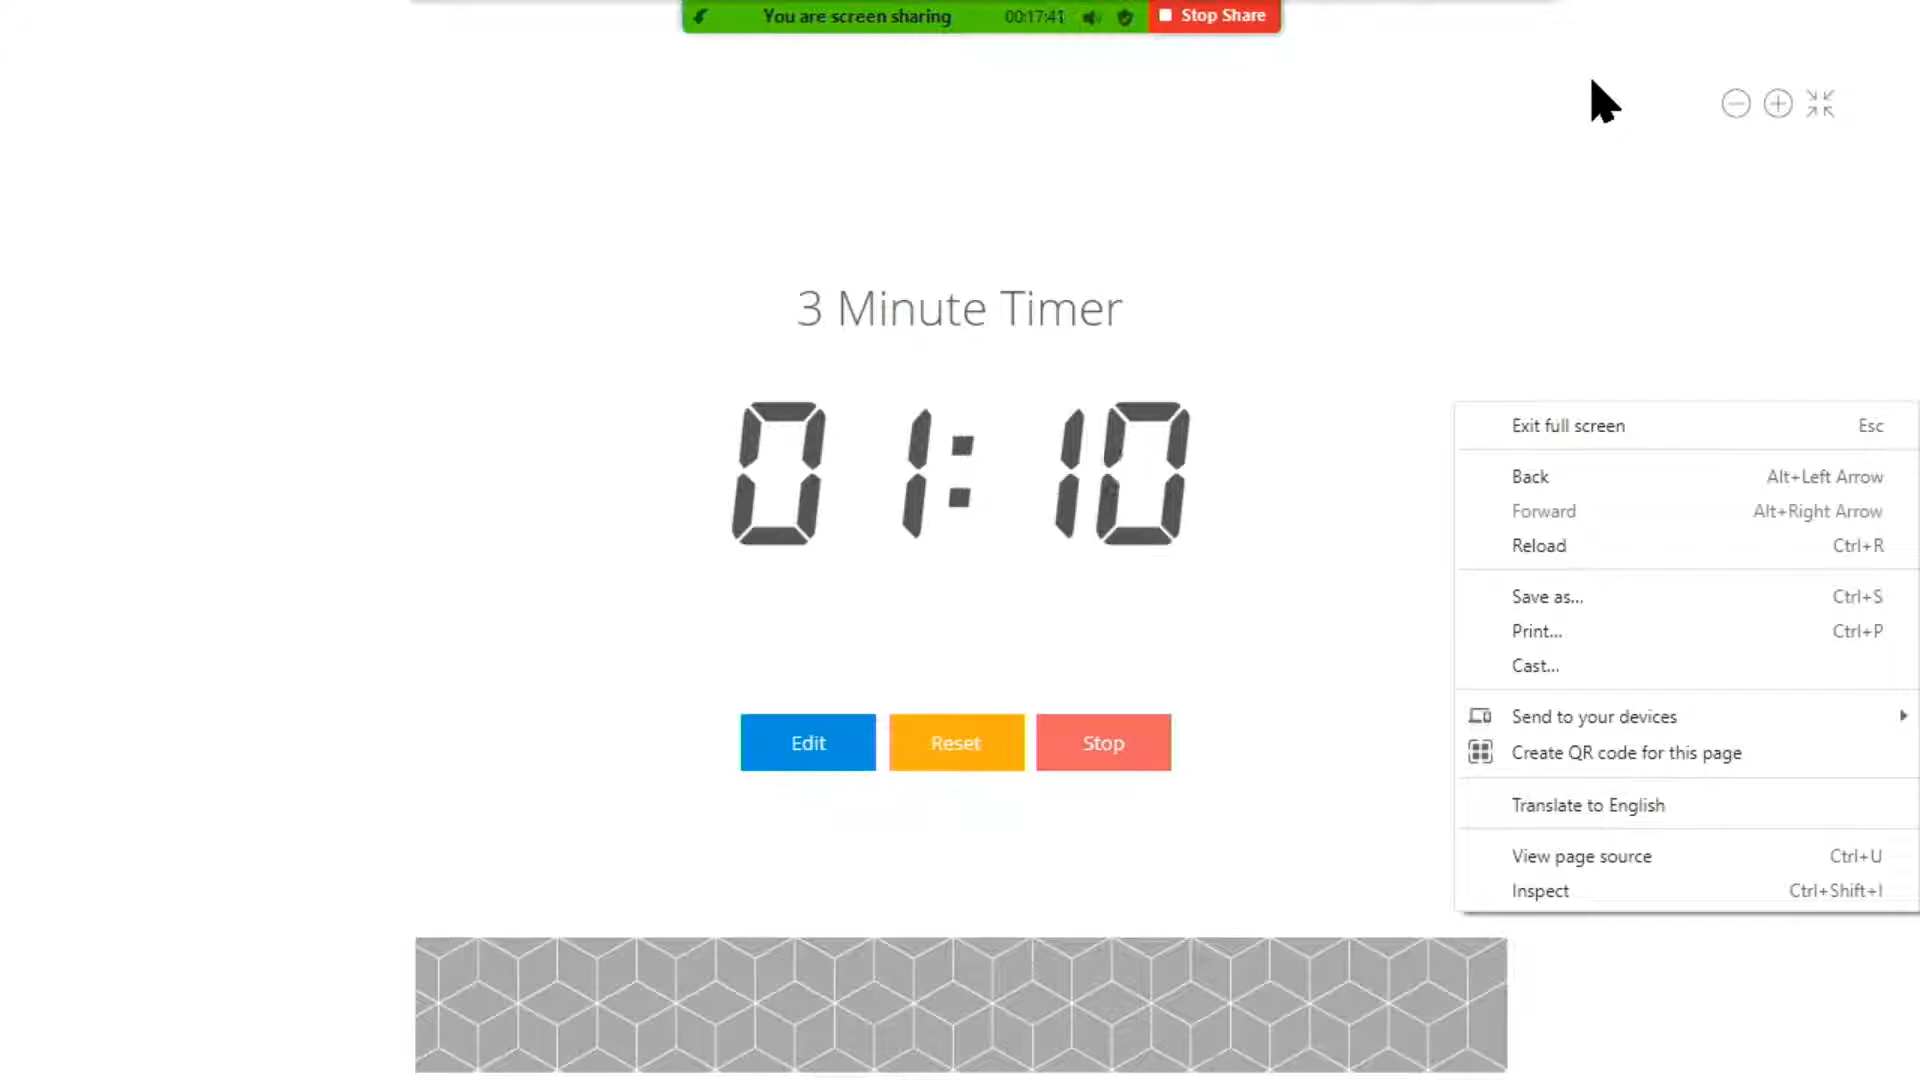 You are screen sharing 00:17:41 Stop Share
3 Minute Timer
01:10
Edit Reset Stop
Exit full screen Esc
Back Alt+Left Arrow
Forward Alt+Right Arrow
Reload Ctrl+R
Save as... Ctrl+S
Print... Ctrl+P
Cast...
Send to your devices
Create QR code for this page
Translate to English
View page source Ctrl+U
Inspect Ctrl+Shift+I